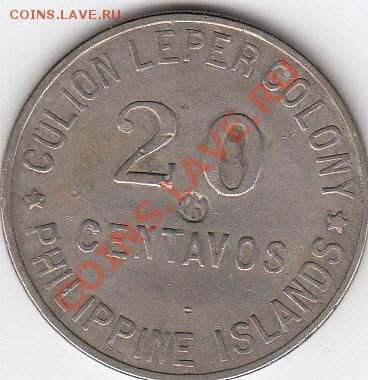 COINS.LAVE.RU
CULION LEPER COLONY
20
CENTAVOS
PHILIPPINE ISLANDS
COINS.LAVE.RU